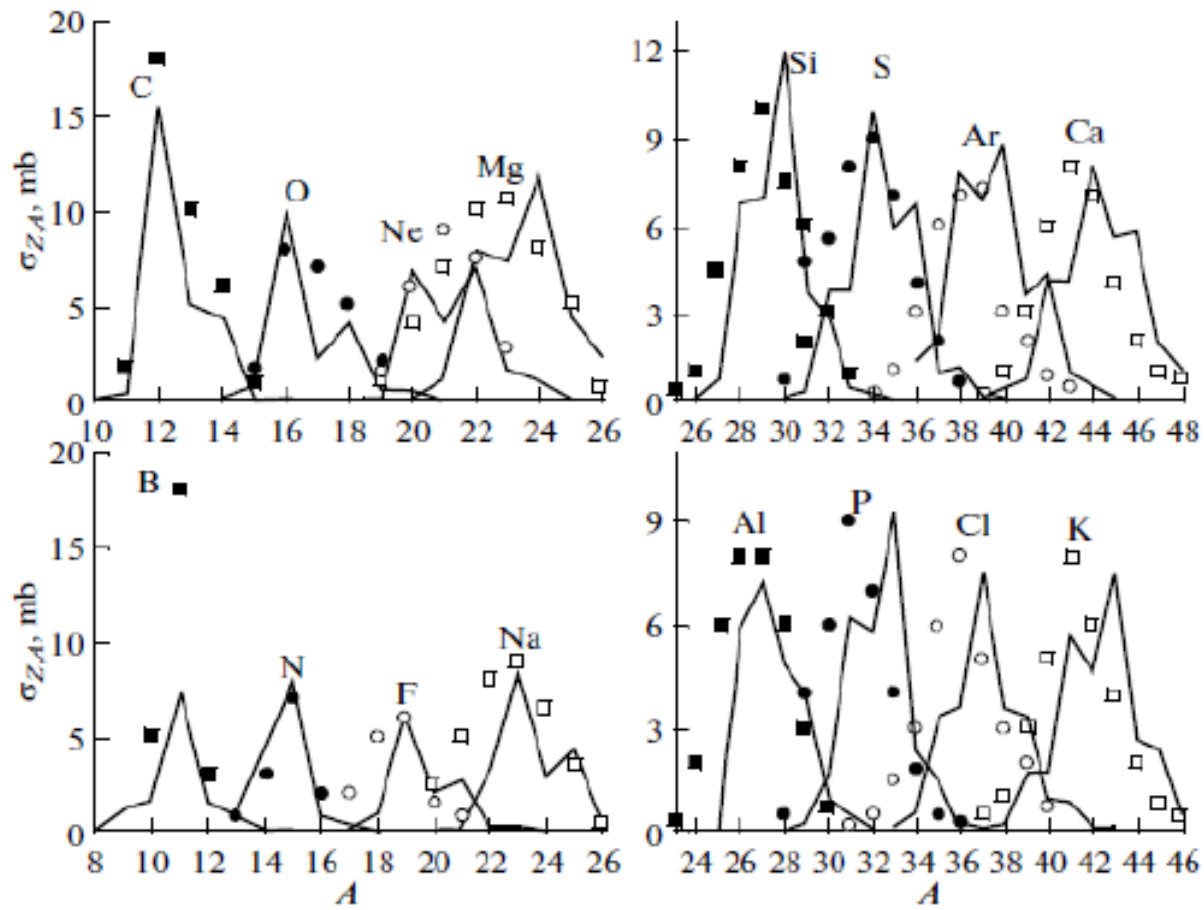 20
15
10
5
0
σZA, mb
C
O
Ne
Mg
10 12 14 16 18 20 22 24 26
12
9
6
3
0
Si
S
Ar
Ca
26 28 30 32 34 36 38 40 42 44 46 48
20
15
10
5
0
σZA, mb
B
N
F
Na
8 10 12 14 16 18 20 22 24 26
A
9
6
3
0
Al
P
Cl
K
24 26 28 30 32 34 36 38 40 42 44 46
A